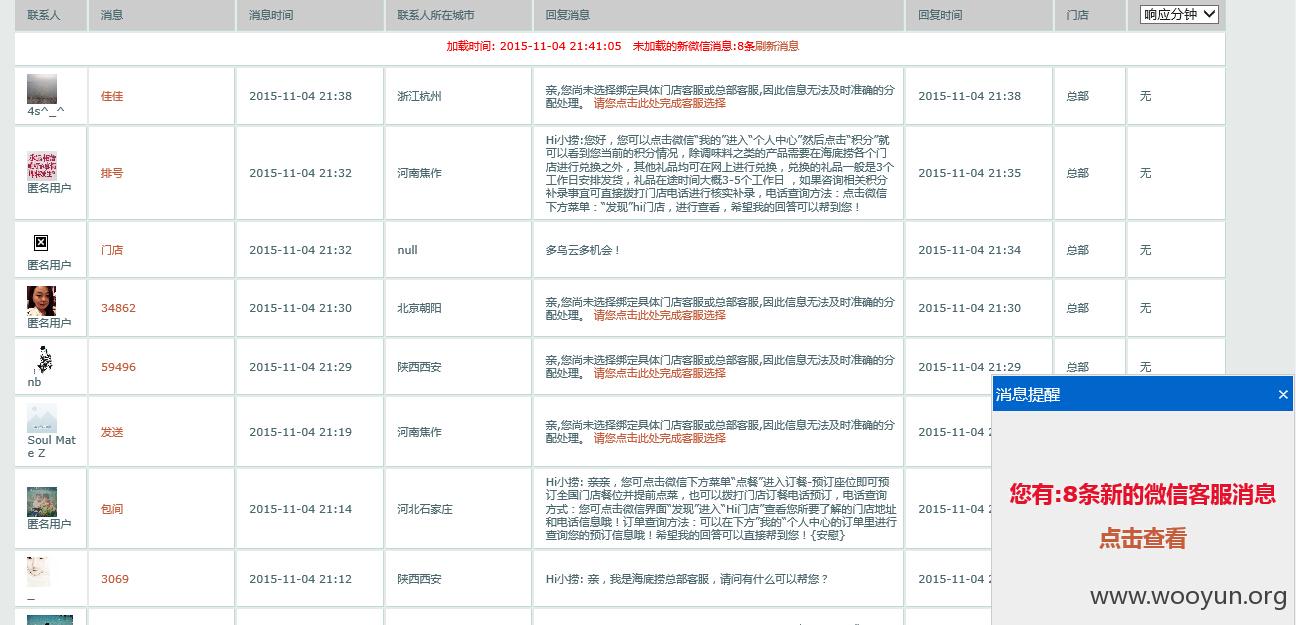 联系人 消息 消息时间 联系人所在城市 回复消息 回复时间 门店 响应分钟
加载时间: 2015-11-04 21:41:05 未加载的新微信消息:8条刷新消息
4s^_^ 佳佳 2015-11-04 21:38 浙江杭州 亲,您尚未选择绑定具体门店客服或总部客服,因此信息无法及时准确的分
配处理。 请您点击此处完成客服选择 2015-11-04 21:38 总部 无
匿名用户 排号 2015-11-04 21:32 河南焦作 Hi小捞:您好，您可以点击微信“我的”进入“个人中心”然后点击“积分”就
可以看到您当前的积分情况，除调味料之类的产品需要在海底捞各个门
店进行兑换之外，其他礼品均可在网上进行兑换，兑换的礼品一般是3个
工作日安排发货，礼品在途时间大概3-5个工作日 ，如果咨询相关积分
补录事宜可直接拨打门店电话进行核实补录，电话查询方法：点击微信
下方菜单：“发现”hi门店，进行查看，希望我的回答可以帮到您！ 2015-11-04 21:35 总部 无
匿名用户 门店 2015-11-04 21:32 null 多乌云多机会！ 2015-11-04 21:34 总部 无
匿名用户 34862 2015-11-04 21:30 北京朝阳 亲,您尚未选择绑定具体门店客服或总部客服,因此信息无法及时准确的分
配处理。 请您点击此处完成客服选择 2015-11-04 21:30 总部 无
nb 59496 2015-11-04 21:29 陕西西安 亲,您尚未选择绑定具体门店客服或总部客服,因此信息无法及时准确的分
配处理。 请您点击此处完成客服选择 2015-11-04 21:29 总部 无
Soul Mat
e Z 发送 2015-11-04 21:19 河南焦作 亲,您尚未选择绑定具体门店客服或总部客服,因此信息无法及时准确的分
配处理。 请您点击此处完成客服选择 2015-11-04
匿名用户 包间 2015-11-04 21:14 河北石家庄 Hi小捞: 亲亲，您可点击微信下方菜单“点餐”进入订餐-预订座位即可预
订全国门店餐位并提前点菜，也可以拨打门店订餐电话预订，电话查询
方式：您可点击微信界面“发现”进入“Hi门店”查看您所要了解的门店地址
和电话信息哦！订单查询方法：可以在下方”我的“个人中心的订单里进行
查询您的预订信息哦！希望我的回答可以直接帮到您！{安慰} 2015-11-04
_ 3069 2015-11-04 21:12 陕西西安 Hi小捞: 亲，我是海底捞总部客服，请问有什么可以帮您？ 2015-11-04
消息提醒 ×
您有:8条新的微信客服消息
点击查看
www.wooyun.org